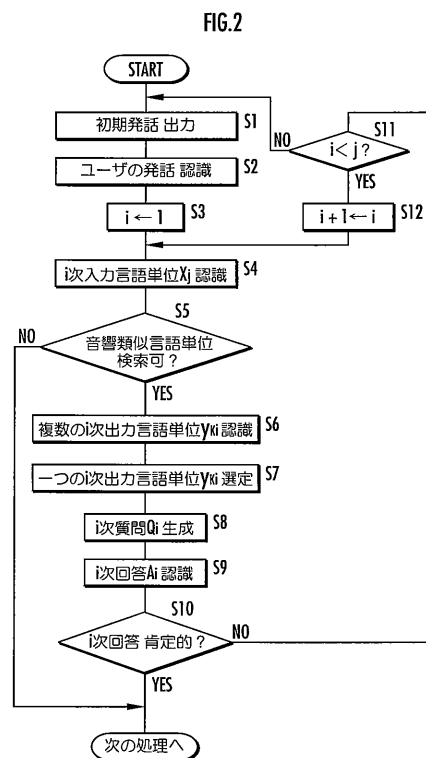 FIG.2
START
初期発話 出力 S1
ユーザの発話 認識 S2
i ← 1 S3
i次入力言語単位Xj 認識 S4
S5
音響類似言語単位
検索可？
NO
YES
複数のi次出力言語単位yKi 認識 S6
一つのi次出力言語単位yKi 選定 S7
i次質問Qi 生成 S8
i次回答Ai 認識 S9
S10
i次回答 肯定的？
NO
YES
次の処理へ
S11
i< j？
NO
YES
i + 1 ← i S12